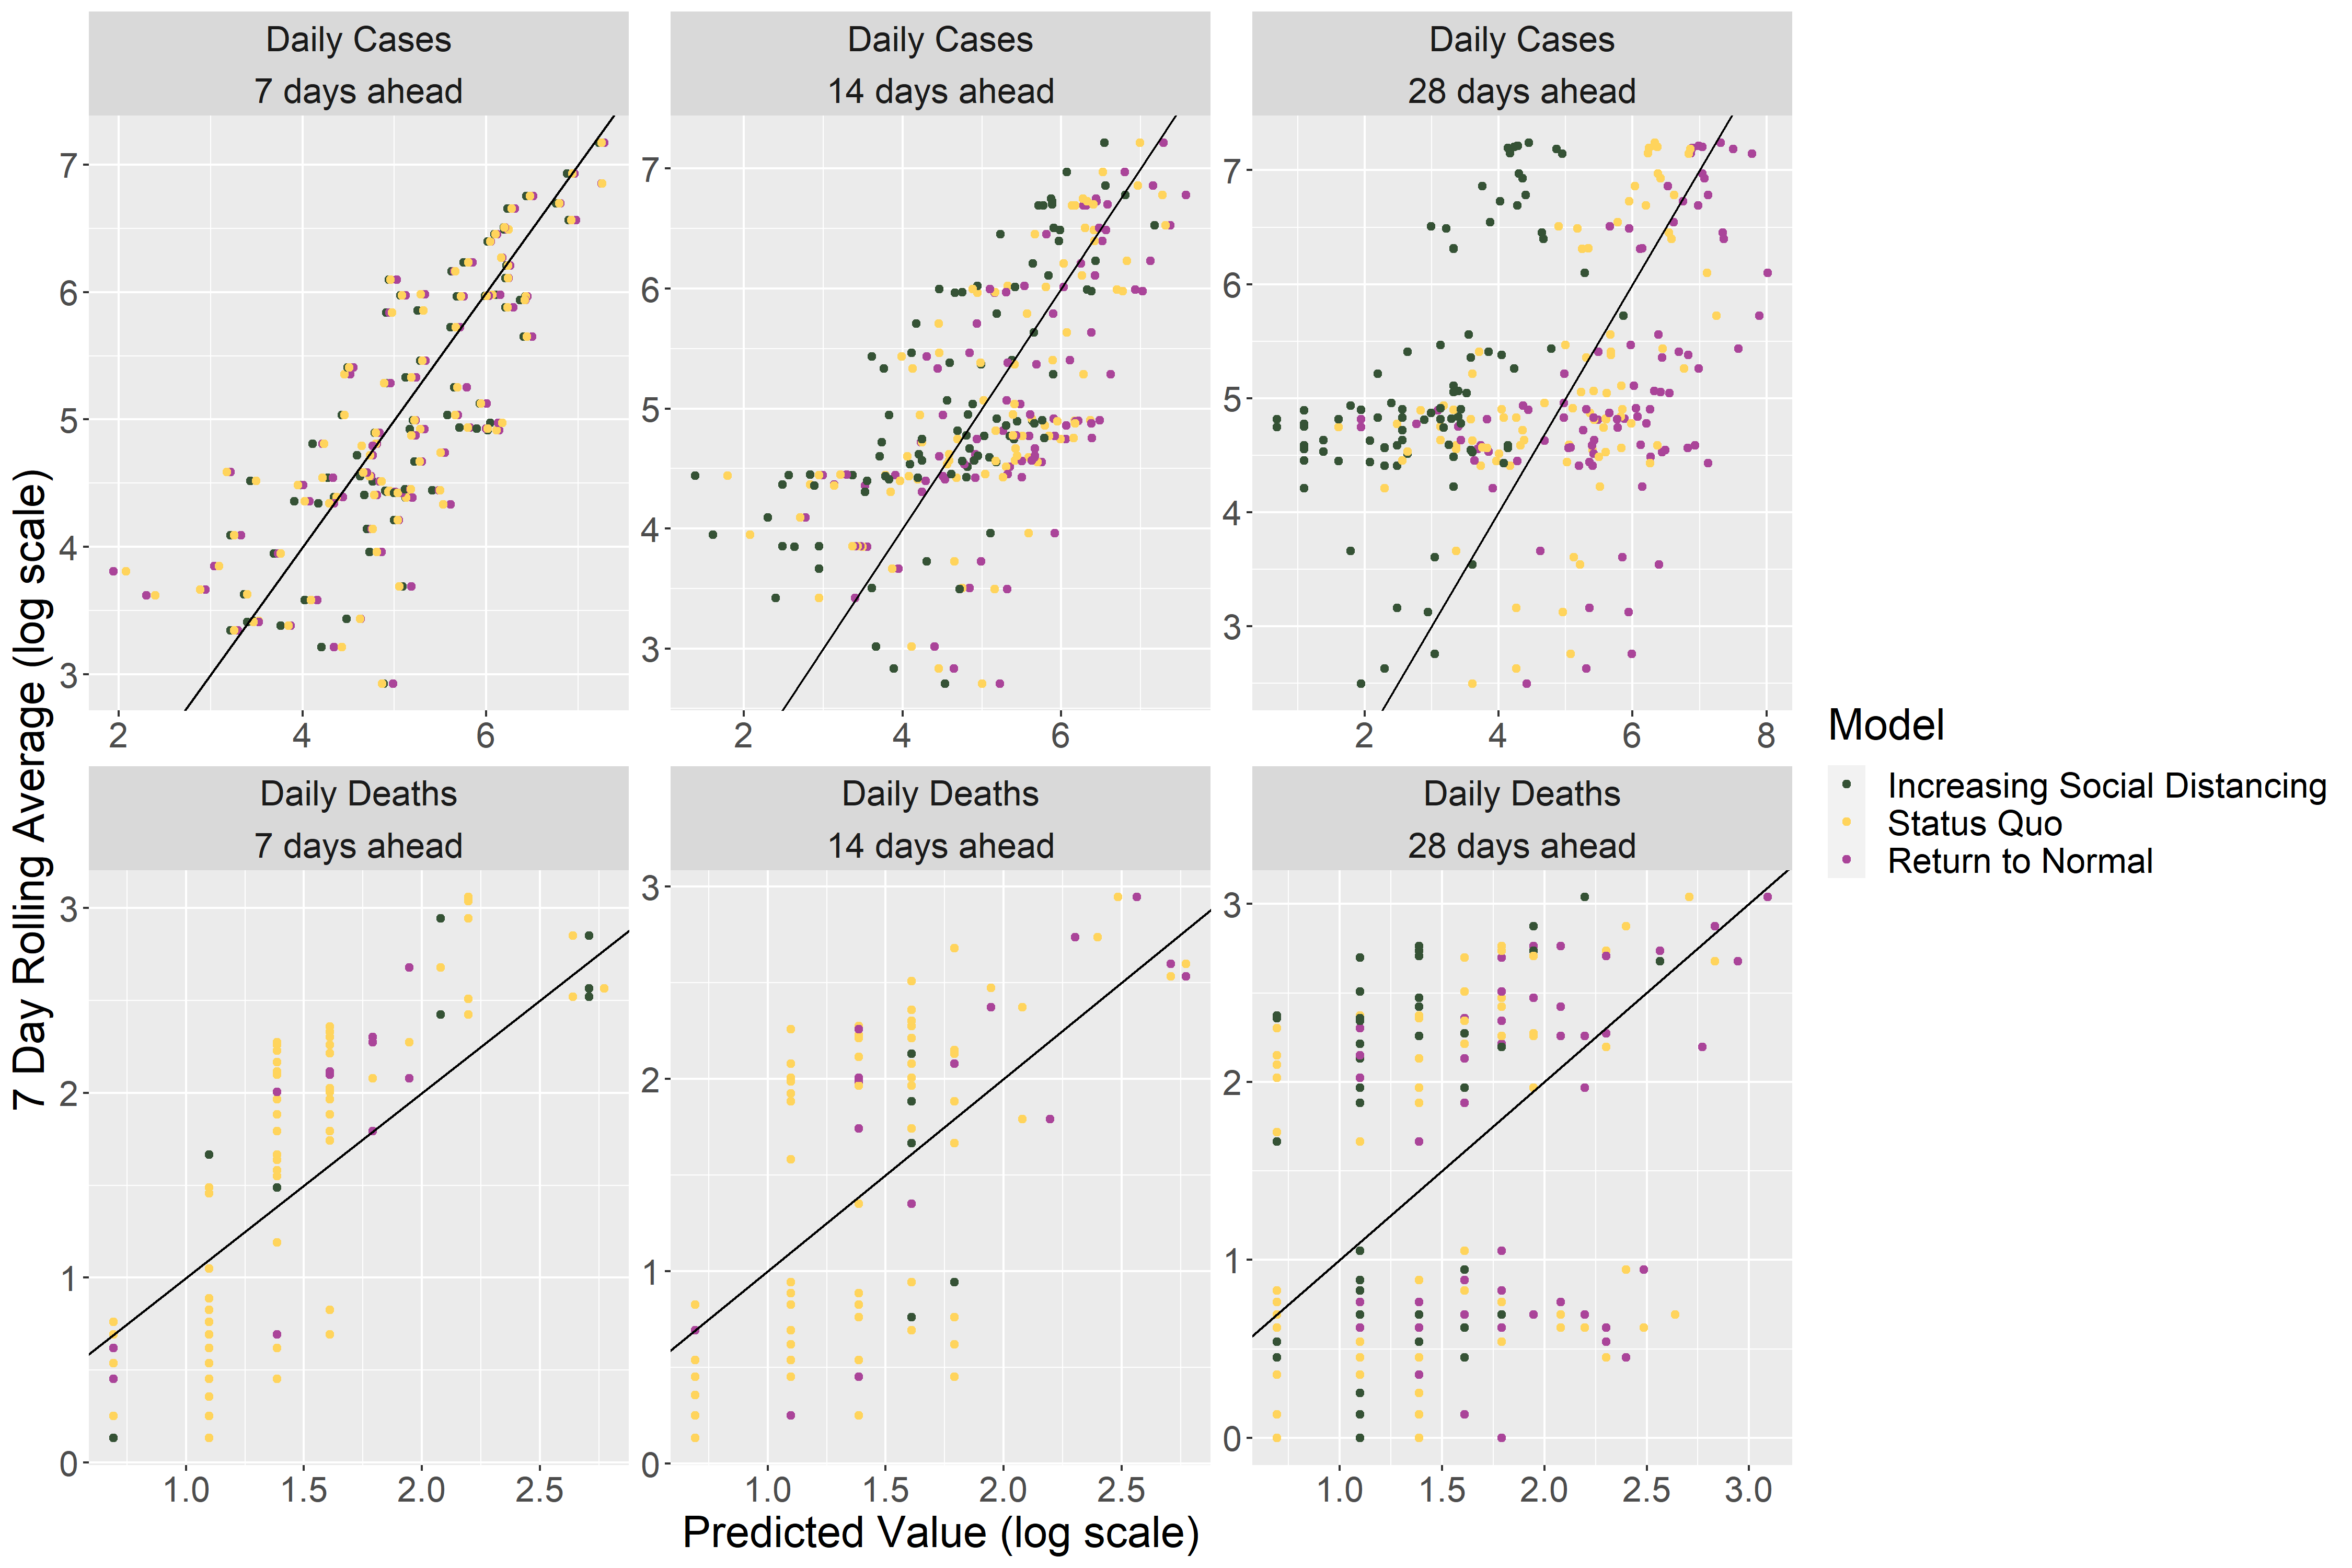 Daily Cases
7 days ahead
Daily Cases
14 days ahead
Daily Cases
28 days ahead
7
6
5
4
3
2 4 6
7
6
5
4
3
2 4 6
7
6
5
4
3
2 4 6 8
Daily Deaths
7 days ahead
Daily Deaths
14 days ahead
Daily Deaths
28 days ahead
3
2
1
0
1.0 1.5 2.0 2.5
3
2
1
0
1.0 1.5 2.0 2.5
3
2
1
0
1.0 1.5 2.0 2.5 3.0
7 Day Rolling Average (log scale)
Predicted Value (log scale)
Model
Increasing Social Distancing
Status Quo
Return to Normal